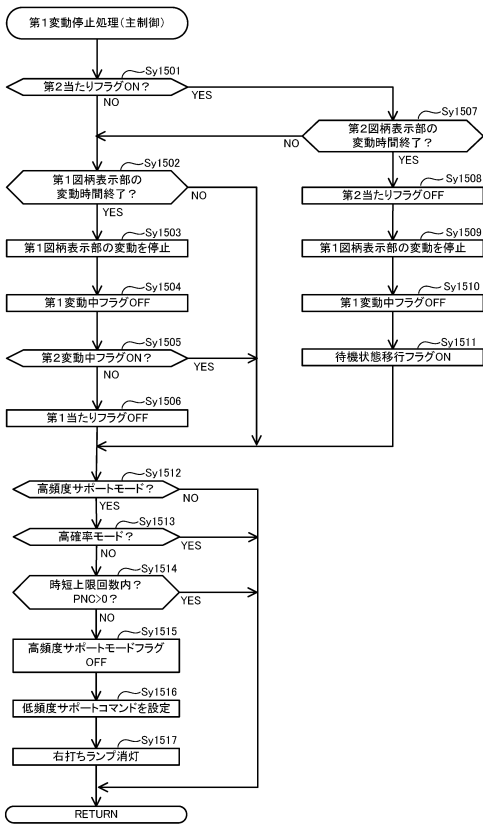 第1変動停止処理(主制御)
Sy1501
第2当たりフラグON?
YES
NO
Sy1507
第2図柄表示部の
変動時間終了?
NO
YES
Sy1502
第1図柄表示部の
変動時間終了?
NO
YES
Sy1508
第2当たりフラグOFF
Sy1503
第1図柄表示部の変動を停止
Sy1509
第1図柄表示部の変動を停止
Sy1504
第1変動中フラグOFF
Sy1510
第1変動中フラグOFF
Sy1505
第2変動中フラグON?
YES
NO
Sy1511
待機状態移行フラグON
Sy1506
第1当たりフラグOFF
Sy1512
高頻度サポートモード?
NO
YES
Sy1513
高確率モード?
YES
NO
Sy1514
時短上限回数内?
PNC>0?
YES
NO
Sy1515
高頻度サポートモードフラグ
OFF
Sy1516
低頻度サポートコマンドを設定
Sy1517
右打ちランプ消灯
RETURN